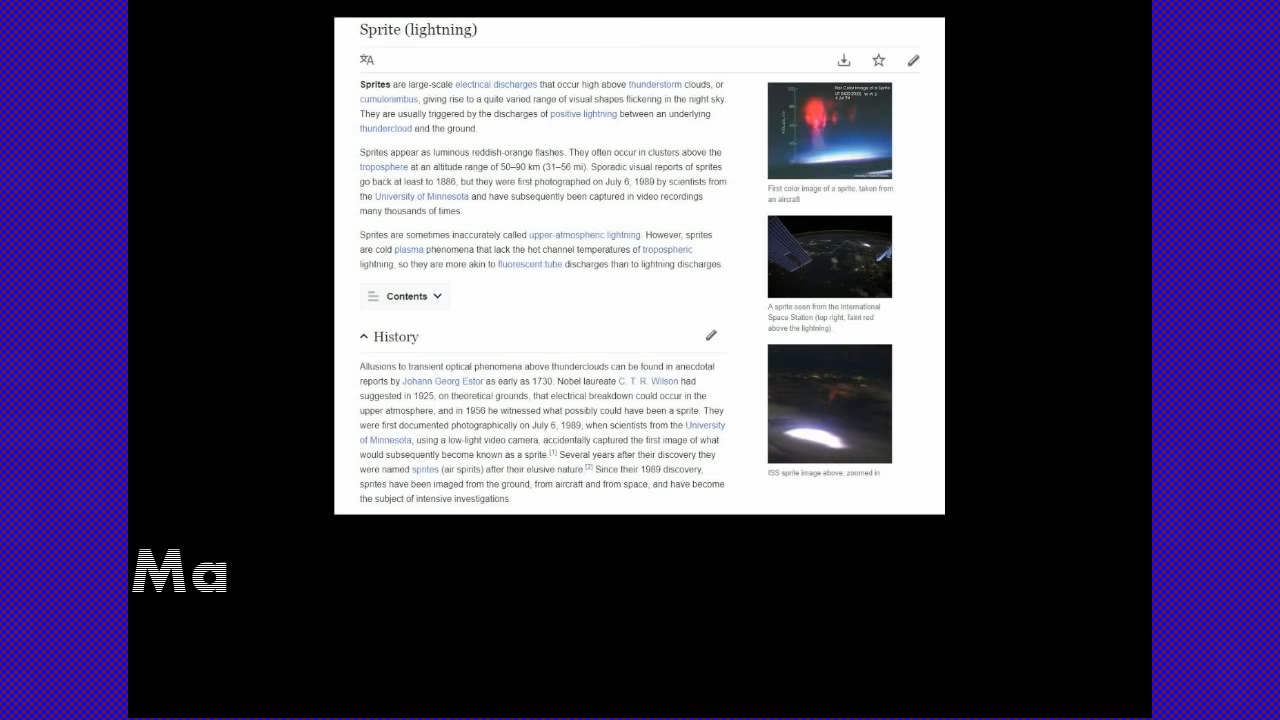 Sprite (lightning)
Sprites are large-scale electrical discharges that occur high above thunderstorm clouds, or
cumulonimbus, giving rise to a quite varied range of visual shapes flickering in the night sky.
They are usually triggered by the discharges of positive lightning between an underlying
thundercloud and the ground
Sprites appear as luminous reddish-orange flashes. They often occur in clusters above the
troposphere at an altitude range of 50–90 km (31–56 mi). Sporadic visual reports of sprites
go back at least to 1886, but they were first photographed on July 6, 1989 by scientists from
the University of Minnesota and have subsequently been captured in video recordings
many thousands of times.
Sprites are sometimes inaccurately called upper-atmospheric lightning. However, sprites
are cold plasma phenomena that lack the hot channel temperatures of tropospheric
lightning, so they are more akin to fluorescent tube discharges than to lightning discharges.
Contents
History
Allusions to transient optical phenomena above thunderclouds can be found in anecdotal
reports by Johann Georg Estor as early as 1730. Nobel laureate C. T. R. Wilson had
suggested in 1925, on theoretical grounds, that electrical breakdown could occur in the
upper atmosphere, and in 1956 he witnessed what possibly could have been a sprite. They
were first documented photographically on July 6, 1989, when scientists from the University
of Minnesota, using a low-light video camera, accidentally captured the first image of what
would subsequently become known as a sprite.[1] Several years after their discovery they
were named sprites (air spirits) after their elusive nature.[2] Since their 1989 discovery,
sprites have been imaged from the ground, from aircraft and from space, and have become
the subject of intensive investigations.
First color image of a sprite, taken from
an aircraft
A sprite seen from the International
Space Station (top right, faint red
above the lightning).
ISS sprite image above: zoomed in
Ma